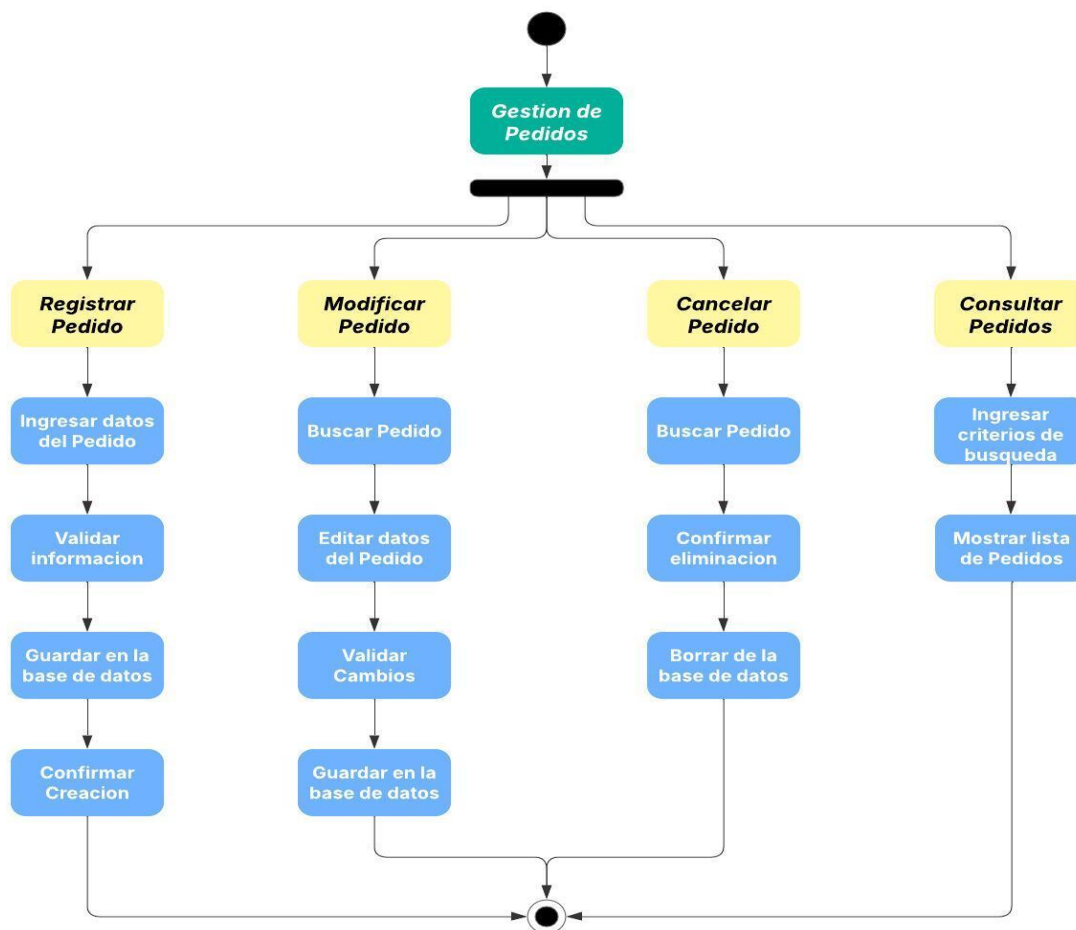 Gestion de
Pedidos
Registrar
Pedido
Modificar
Pedido
Cancelar
Pedido
Consultar
Pedidos
Ingresar datos
del Pedido
Buscar Pedido
Buscar Pedido
Ingresar
criterios de
busqueda
Validar
informacion
Editar datos
del Pedido
Confirmar
eliminacion
Mostrar lista
de Pedidos
Guardar en la
base de datos
Validar
Cambios
Borrar de la
base de datos
Confirmar
Creacion
Guardar en la
base de datos